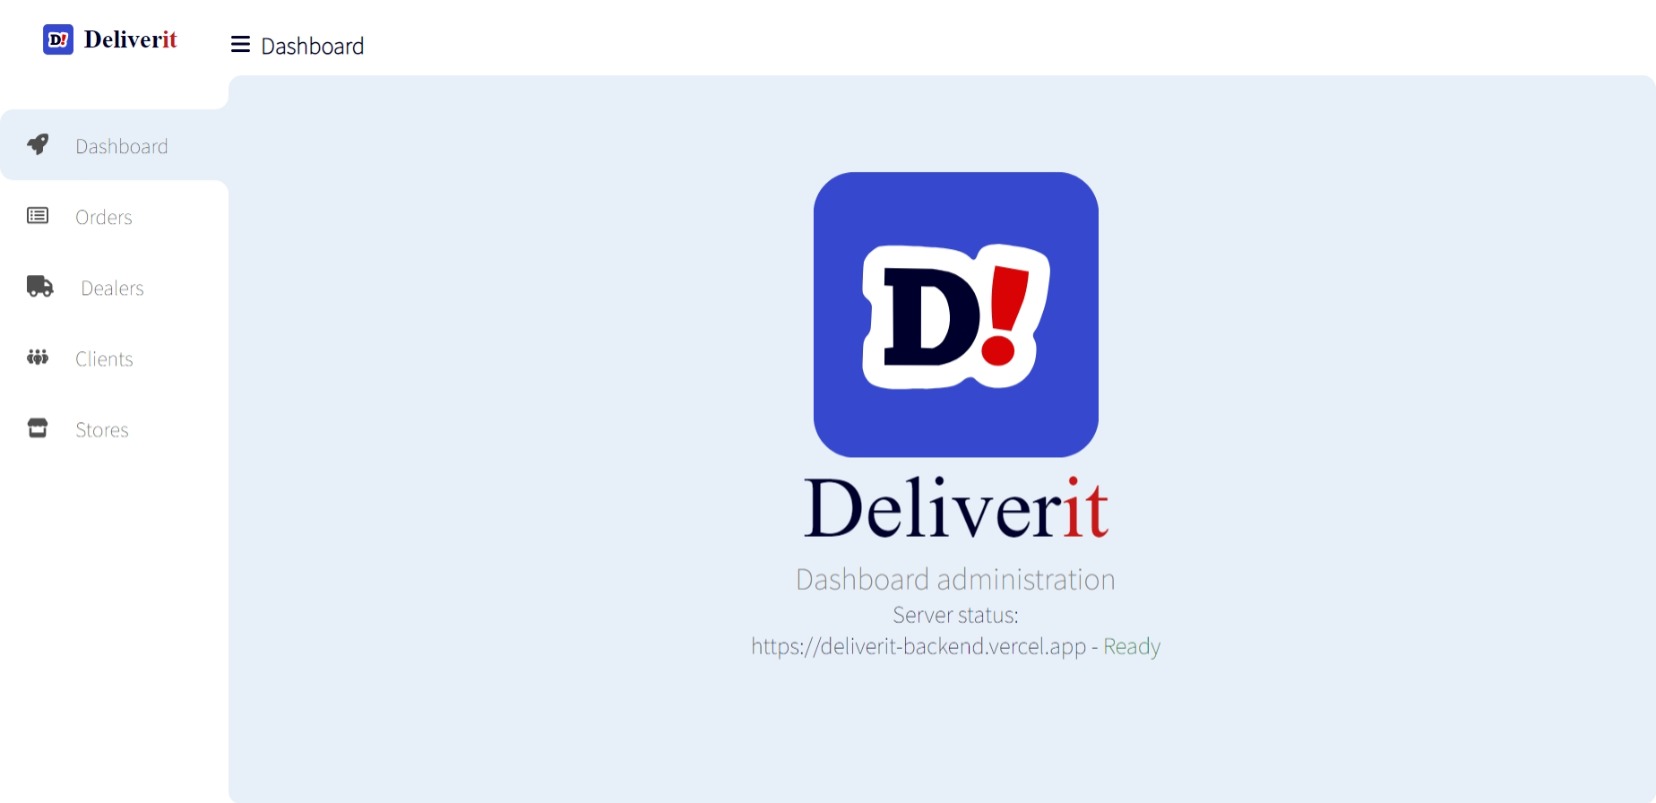 D! Deliverit
Dashboard
Dashboard
Orders
Dealers
Clients
Stores
D!
Deliverit
Dashboard administration
Server status:
https://deliverit-backend.vercel.app - Ready